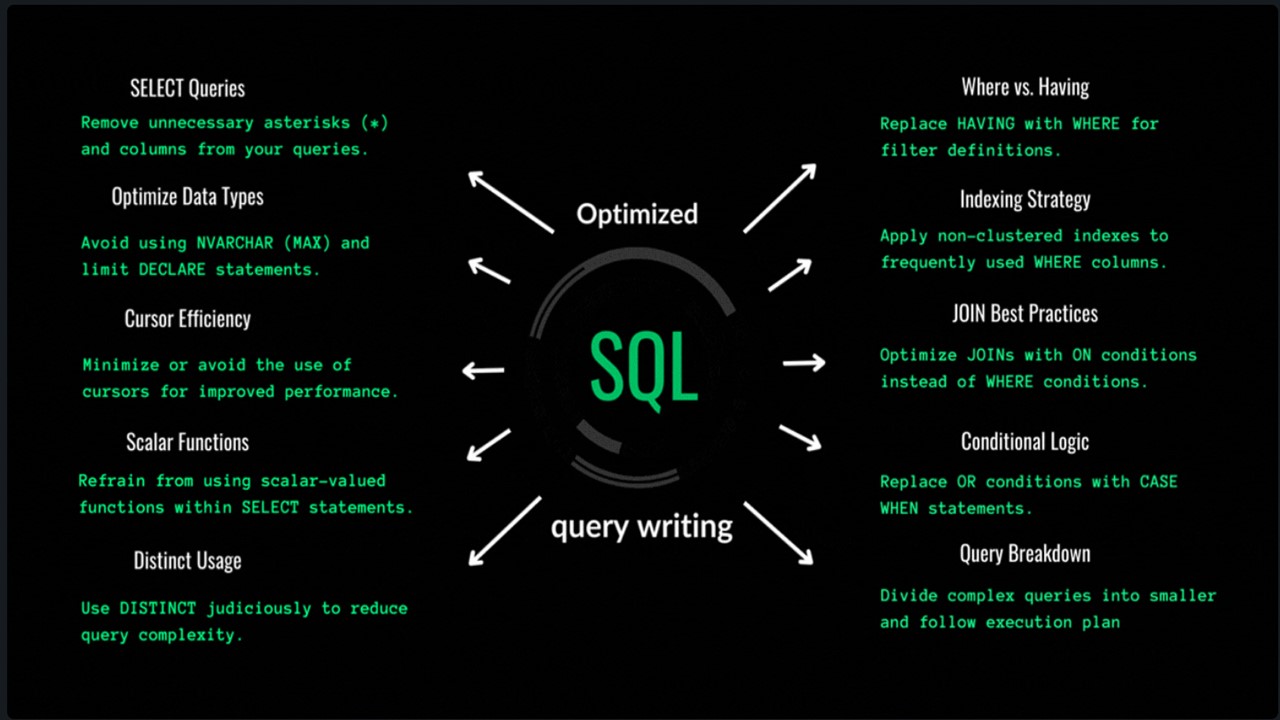 SELECT Queries
Remove unnecessary asterisks (*)
and columns from your queries.
Optimize Data Types
Avoid using NVARCHAR (MAX) and
limit DECLARE statements.
Cursor Efficiency
Minimize or avoid the use of
cursors for improved performance.
Scalar Functions
Refrain from using scalar-valued
functions within SELECT statements.
Distinct Usage
Use DISTINCT judiciously to reduce
query complexity.
Optimized
SQL
query writing
Where vs. Having
Replace HAVING with WHERE for
filter definitions.
Indexing Strategy
Apply non-clustered indexes to
frequently used WHERE columns.
JOIN Best Practices
Optimize JOINs with ON conditions
instead of WHERE conditions.
Conditional Logic
Replace OR conditions with CASE
WHEN statements.
Query Breakdown
Divide complex queries into smaller
and follow execution plan